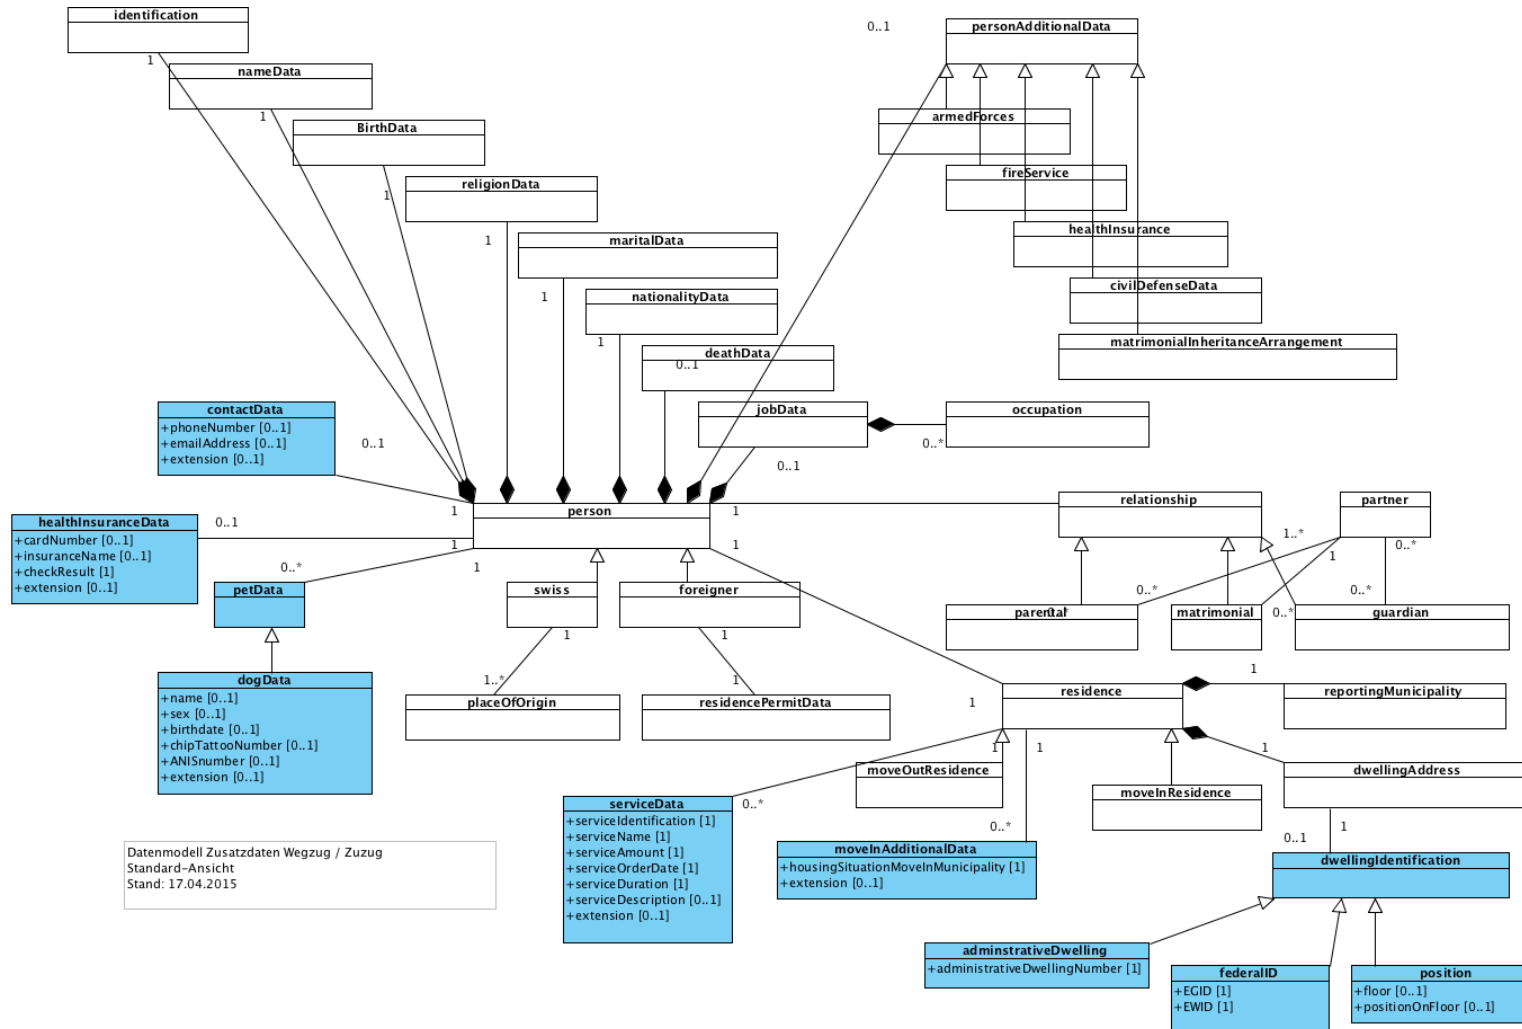 identification
1
nameData
1
BirthData
1
religionData
1
maritalData
1
nationalityData
1
deathData
0..1
0..1
personAdditionalData
armedForces
fireService
healthInsurance
civilDefenseData
matrimonialInheritanceArrangement
jobData
0..1
occupation
0..*
contactData
+phoneNumber [0..1]
+emailAddress [0..1]
+extension [0..1]
0..1
1
person
1
relationship
partner
healthInsuranceData
+cardNumber [0..1]
+insuranceName [0..1]
+checkResult [1]
+extension [0..1]
0..1
1
1
1..*
1
0..*
petData
0..*
1
swiss
1
foreigner
1
parental
0..*
0..*
matrimonial
0..*
guardian
0..*
dogData
+name [0..1]
+sex [0..1]
+birthdate [0..1]
+chipTattooNumber [0..1]
+ANISnumber [0..1]
+extension [0..1]
1..*
placeOfOrigin
1
residencePermitData
1
residence
1
reportingMunicipality
1
1
1
dwellingAddress
moveOutResidence
moveInResidence
serviceData
+serviceIdentification [1]
+serviceName [1]
+serviceAmount [1]
+serviceOrderDate [1]
+serviceDuration [1]
+serviceDescription [0..1]
+extension [0..1]
0..*
0..*
moveInAdditionalData
+housingSituationMoveInMunicipality [1]
+extension [0..1]
1
0..1
dwellingIdentification
Datenmodell Zusatzdaten Wegzug / Zuzug
Standard-Ansicht
Stand: 17.04.2015
adminstrativeDwelling
+administrativeDwellingNumber [1]
federalID
+EGID [1]
+EWID [1]
position
+floor [0..1]
+positionOnFloor [0..1]